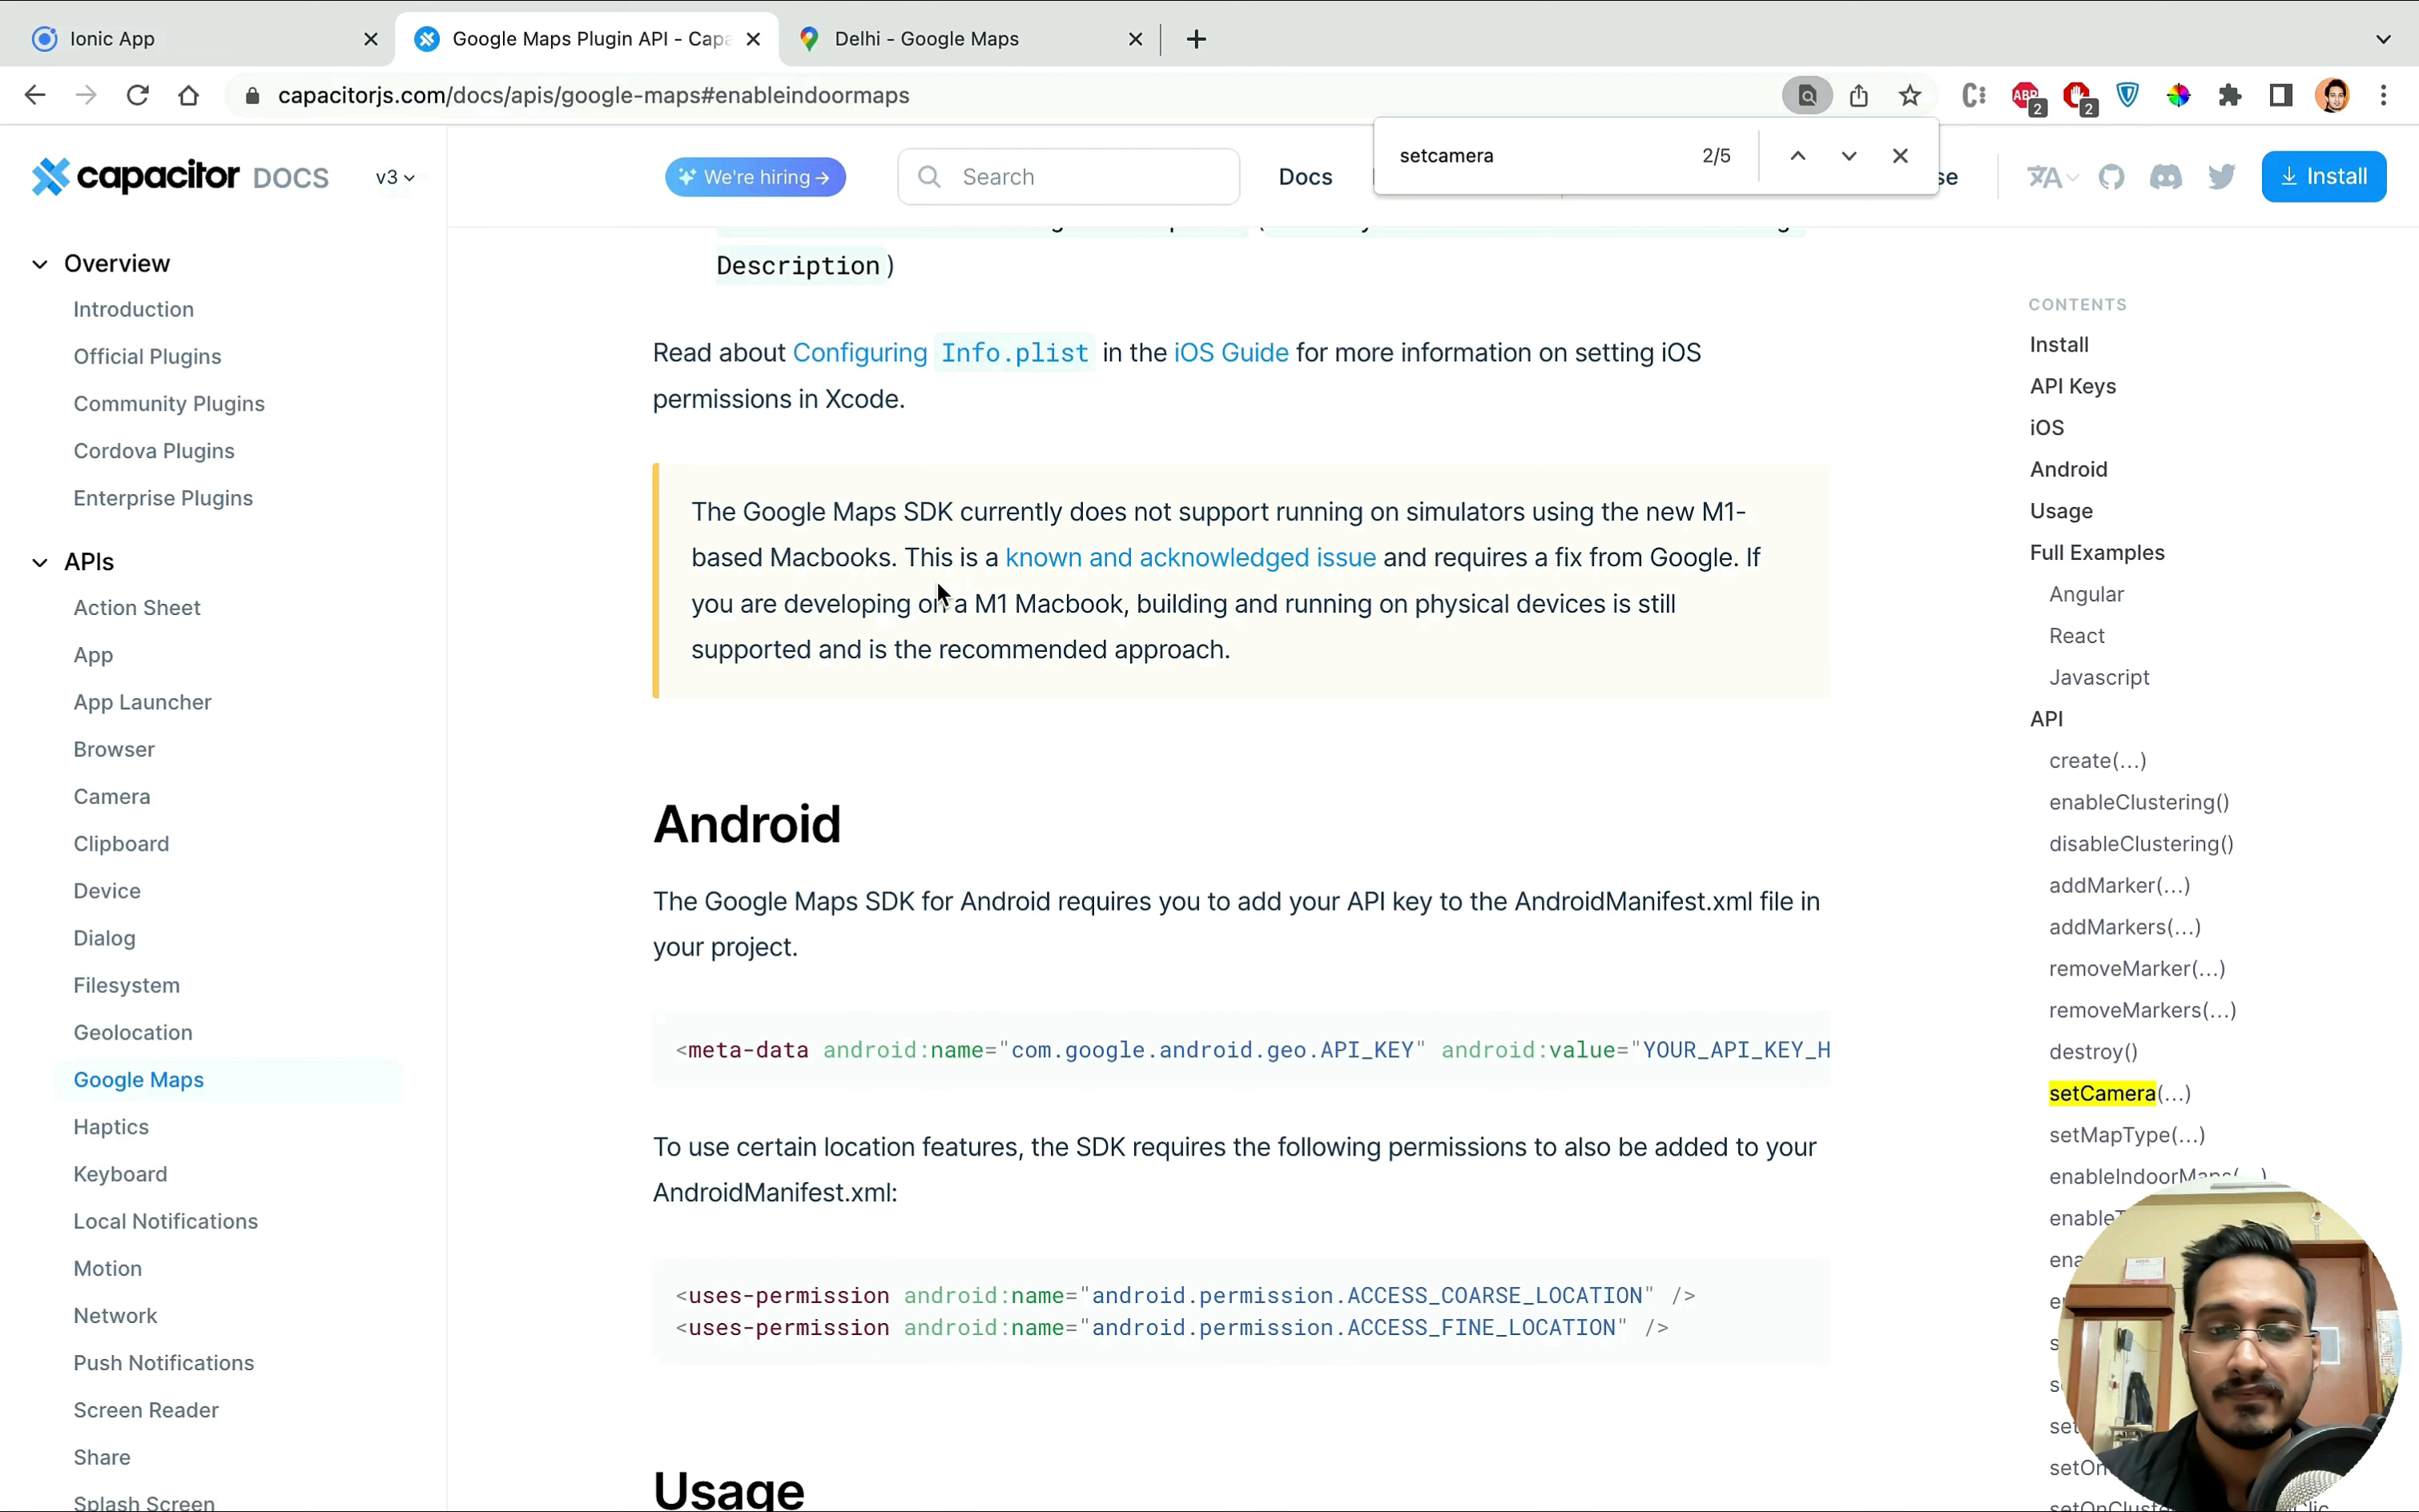 Ionic App
Google Maps Plugin API - Capa
Delhi - Google Maps
capacitorjs.com/docs/apis/google-maps#enableindoormaps
ABP
2
2
setcamera
2/5
capacitor DOCS
v3
We're hiring →
Search
Docs
se
Install
Overview
Introduction
Official Plugins
Community Plugins
Cordova Plugins
Enterprise Plugins
APIs
Action Sheet
App
App Launcher
Browser
Camera
Clipboard
Device
Dialog
Filesystem
Geolocation
Google Maps
Haptics
Keyboard
Local Notifications
Motion
Network
Push Notifications
Screen Reader
Share
Splash Screen
Description)
Read about Configuring Info.plist in the iOS Guide for more information on setting iOS
permissions in Xcode.
The Google Maps SDK currently does not support running on simulators using the new M1-
based Macbooks. This is a known and acknowledged issue and requires a fix from Google. If
you are developing on a M1 Macbook, building and running on physical devices is still
supported and is the recommended approach.
Android
The Google Maps SDK for Android requires you to add your API key to the AndroidManifest.xml file in
your project.
<meta-data android:name="com.google.android.geo.API_KEY" android:value="YOUR_API_KEY_H
To use certain location features, the SDK requires the following permissions to also be added to your
AndroidManifest.xml:
<uses-permission android:name="android.permission.ACCESS_COARSE_LOCATION" />
<uses-permission android:name="android.permission.ACCESS_FINE_LOCATION" />
Usage
CONTENTS
Install
API Keys
iOS
Android
Usage
Full Examples
Angular
React
Javascript
API
create(...)
enableClustering()
disableClustering()
addMarker(...)
addMarkers(...)
removeMarker(...)
removeMarkers(...)
destroy()
setCamera(...)
setMapType(...)
enableIndoorMaps(...)
enable
ena
e
s
s
set
setOn